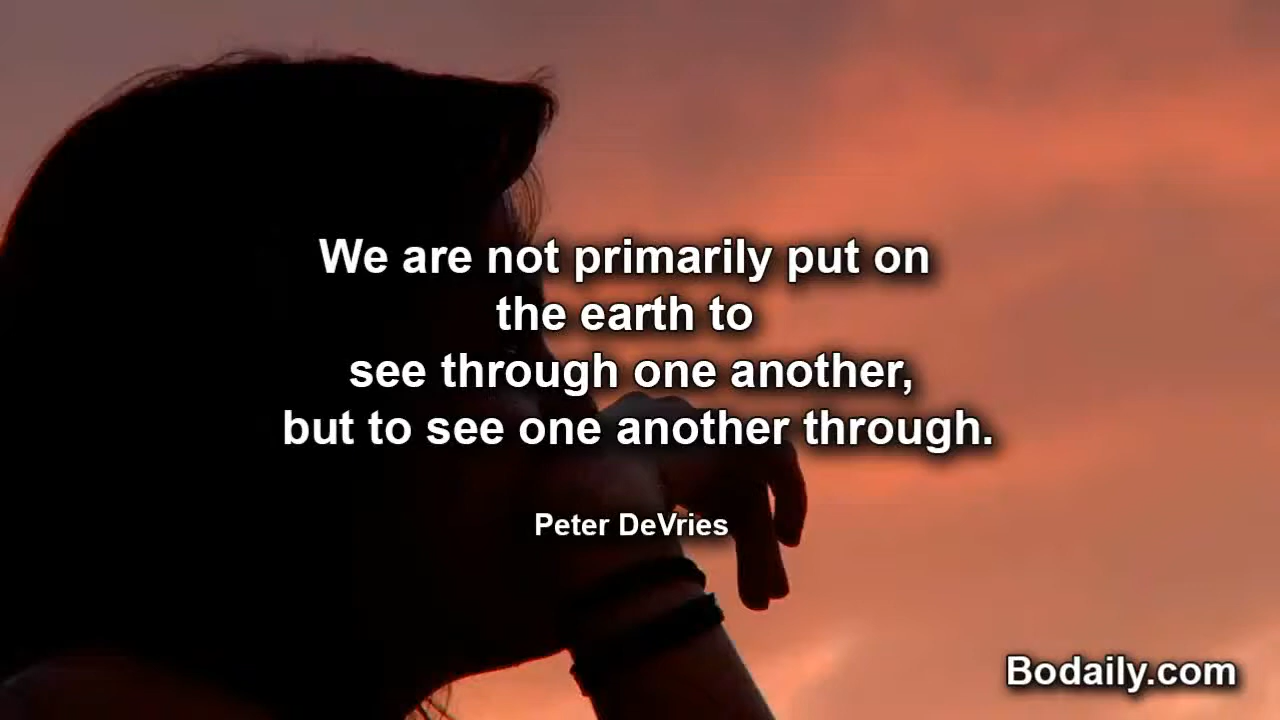 We are not primarily put on
the earth to
see through one another,
but to see one another through.
Peter DeVries
Bodaily.com